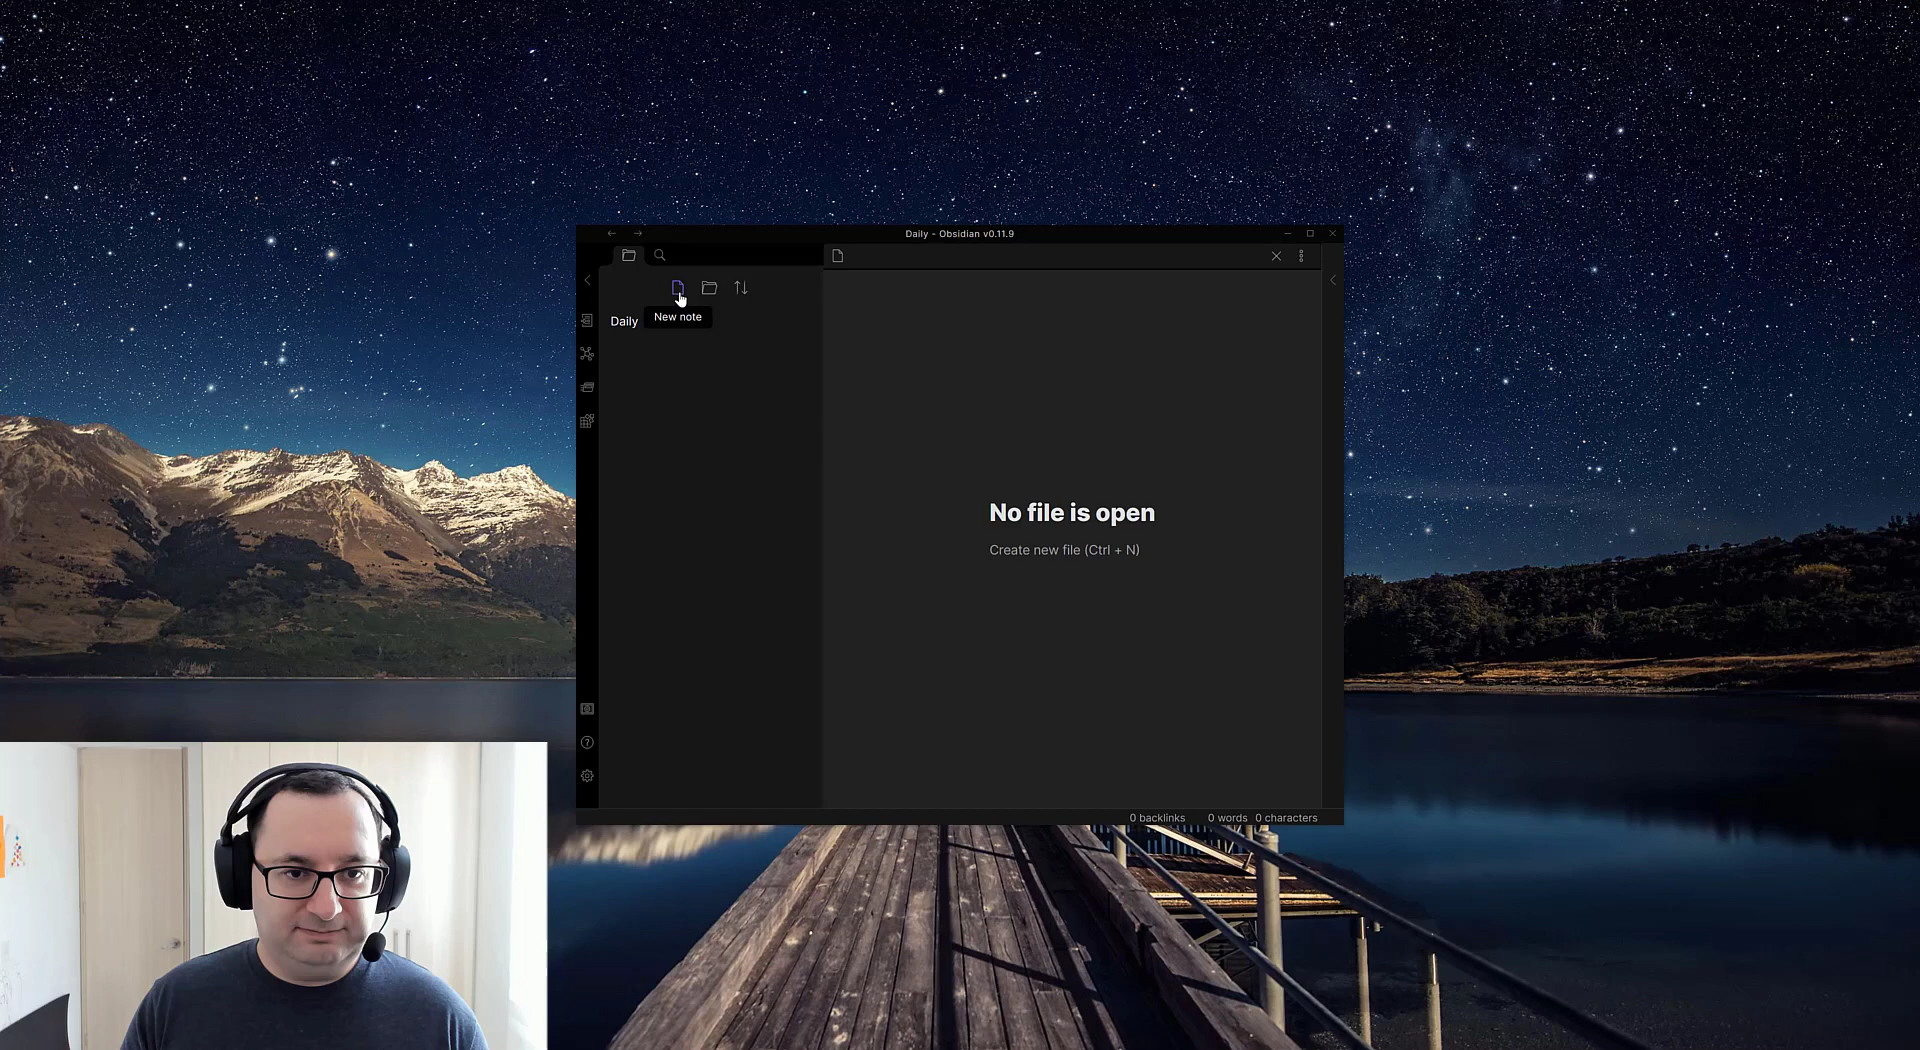 Daily - Obsidian v0.11.9
Daily
New note
No file is open
Create new file (Ctrl + N)
0 backlinks 0 words 0 characters